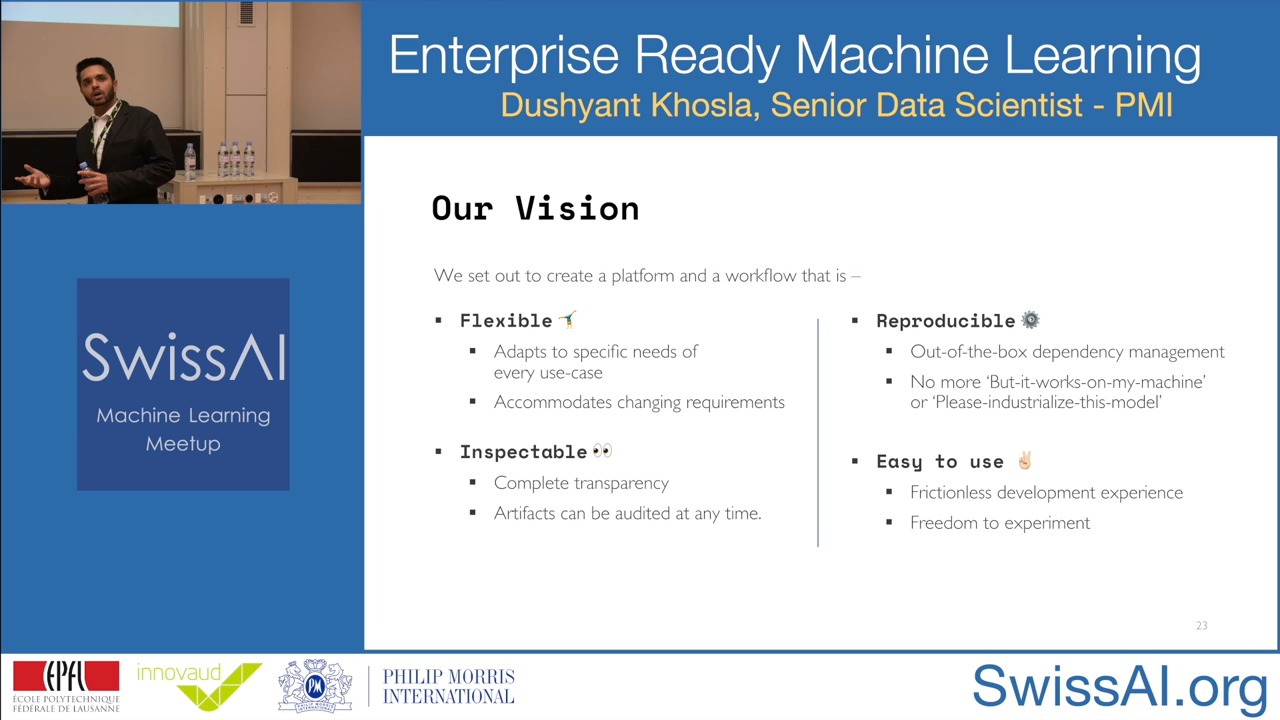 Enterprise Ready Machine Learning
Dushyant Khosla, Senior Data Scientist - PMI
SwissΛI
Machine Learning
Meetup
Our Vision
We set out to create a platform and a workflow that is –
▪ Flexible 🤸
▪ Adapts to specific needs of
every use-case
▪ Accommodates changing requirements
▪ Inspectable 👀
▪ Complete transparency
▪ Artifacts can be audited at any time.
▪ Reproducible ⚙️
▪ Out-of-the-box dependency management
▪ No more ‘But-it-works-on-my-machine’
or ‘Please-industrialize-this-model’
▪ Easy to use ✌🏻
▪ Frictionless development experience
▪ Freedom to experiment
23
EPFL
ÉCOLE POLYTECHNIQUE
FÉDÉRALE DE LAUSANNE
innovaud
PM
PHILIP MORRIS
INTERNATIONAL
SwissAI.org